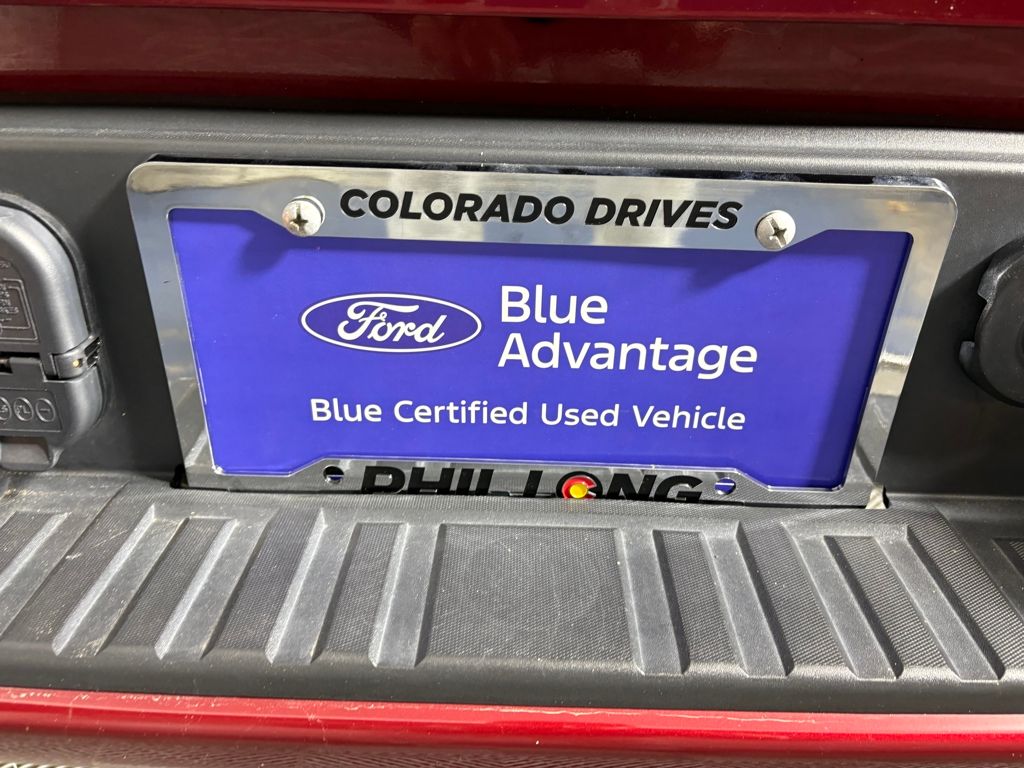 COLORADO DRIVES
Ford
Blue
Advantage
Blue Certified Used Vehicle
PHIL LONG